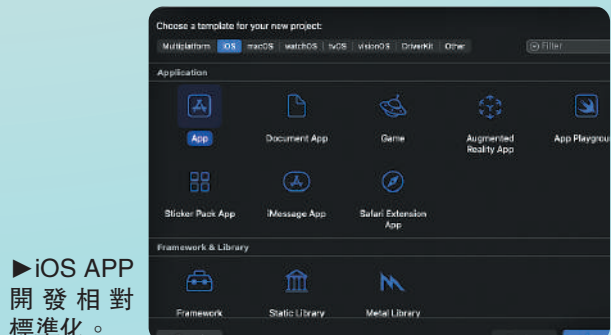 Choose a template for your new project:
Multiplatform iOS macOS watchOS tvOS visionOS DriverKit Other Filter
Application
App Document App Game Augmented Reality App App Playgrou
Sticker Pack App iMessage App Safari Extension App
Framework & Library
Framework Static Library Metal Library
►iOS APP
開發相對
標準化。